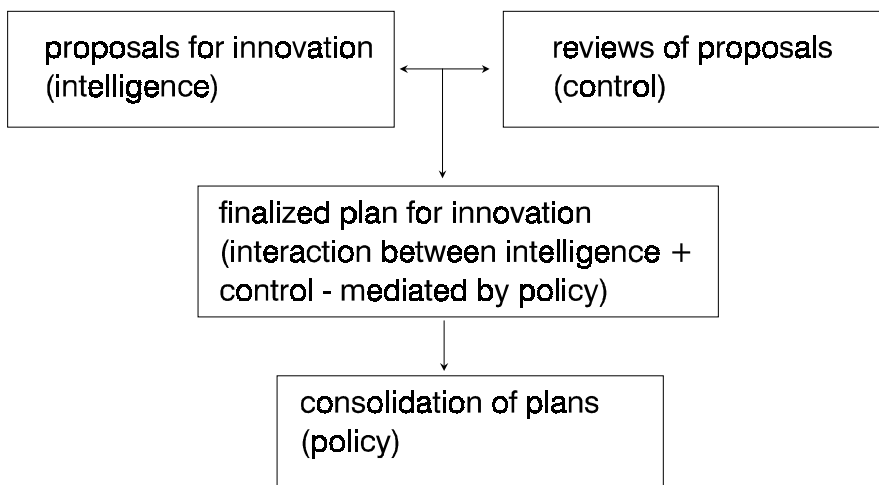 proposals for innovation
(intelligence)
reviews of proposals
(control)
finalized plan for innovation
(interaction between intelligence +
control - mediated by policy)
consolidation of plans
(policy)